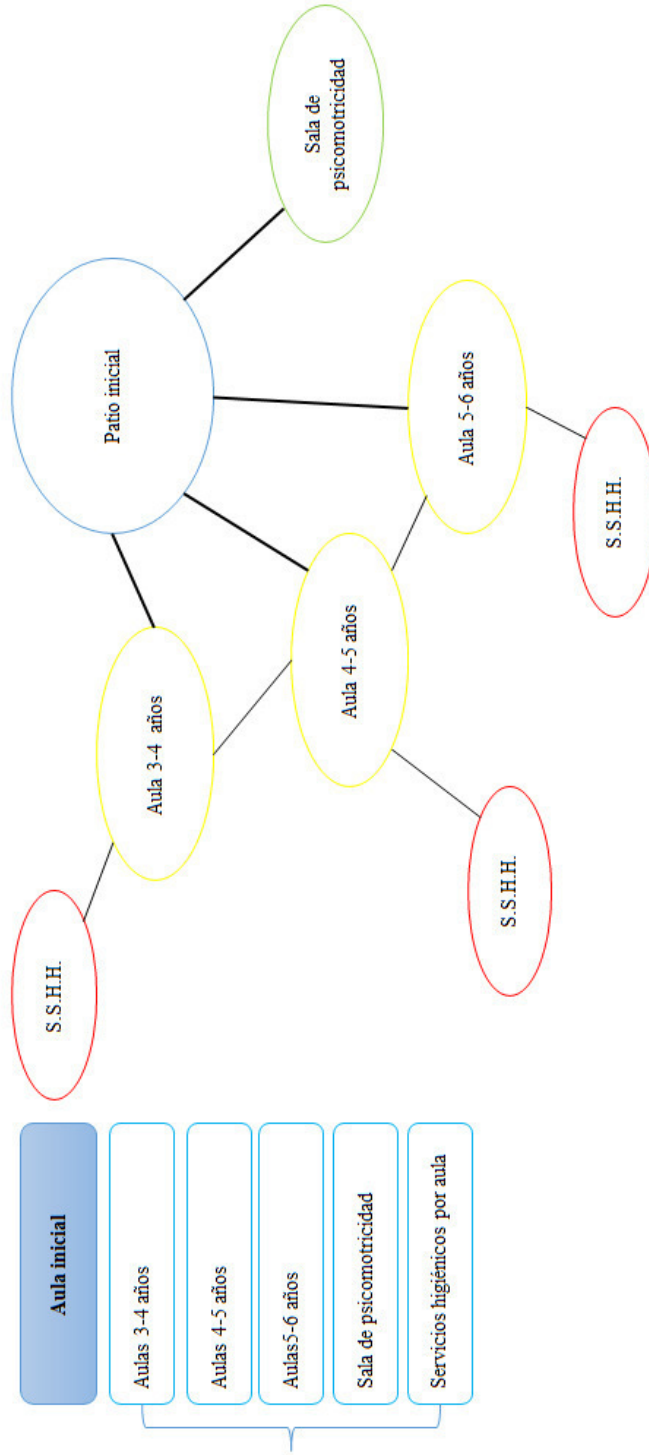 Aula inicial
Aulas 3-4 años
Aulas 4-5 años
Aulas5-6 años
Sala de psicomotricidad
Servicios higiénicos por aula
S.S.H.H.
Aula 3-4 años
Patio inicial
Sala de
psicomotricidad
Aula 4-5 años
Aula 5-6 años
S.S.H.H.
S.S.H.H.